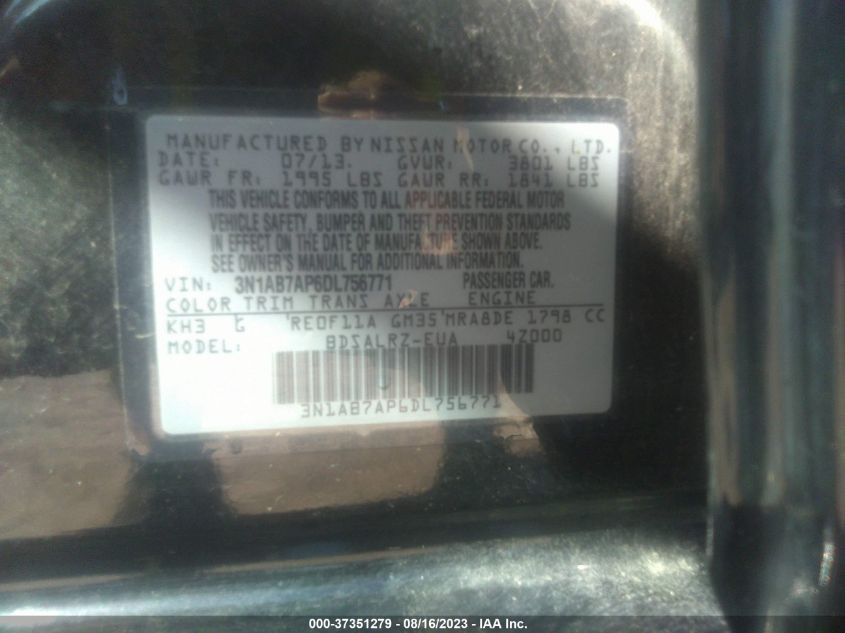 MANUFACTURED BY NISSAN MOTOR CO., LTD.
DATE: 07/13. GVWR: 3801 LBS
GAWR FR: 1995 LBS GAWR RR: 1841 LBS
THIS VEHICLE CONFORMS TO ALL APPLICABLE FEDERAL MOTOR
VEHICLE SAFETY, BUMPER AND THEFT PREVENTION STANDARDS
IN EFFECT ON THE DATE OF MANUFACTURE SHOWN ABOVE.
SEE OWNER'S MANUAL FOR ADDITIONAL INFORMATION.
VIN: 3N1AB7AP6DL756771 PASSENGER CAR.
COLOR TRIM TRANS AXLE ENGINE
KH3 G RE0F11A GM35 MRA8DE 1798 CC
MODEL: BDSALRZ-EUA 4Z000
3N1AB7AP6DL756771
000-37351279 - 08/16/2023 - IAA Inc.